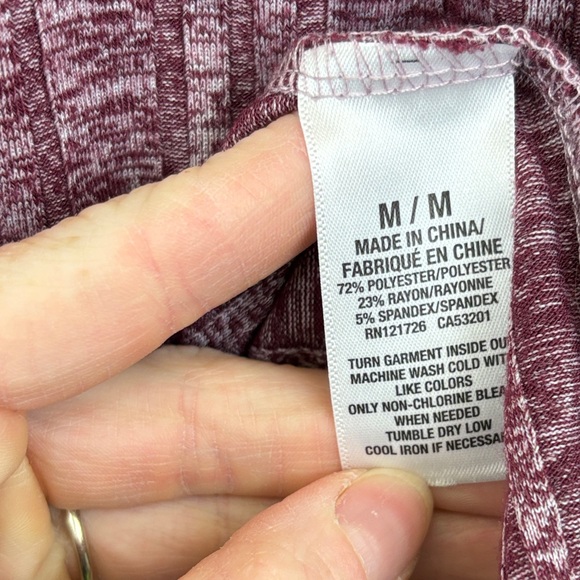 M / M
MADE IN CHINA/
FABRIQUÉ EN CHINE
72% POLYESTER/POLYESTER
23% RAYON/RAYONNE
5% SPANDEX/SPANDEX
RN121726 CA53201
TURN GARMENT INSIDE OU
MACHINE WASH COLD WIT
LIKE COLORS
ONLY NON-CHLORINE BLEA
WHEN NEEDED
TUMBLE DRY LOW
COOL IRON IF NECESSA